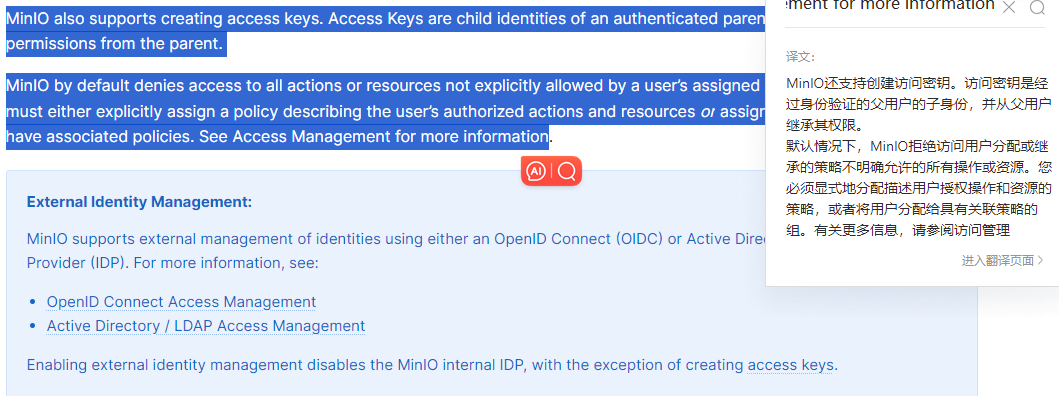 MinIO also supports creating access keys. Access Keys are child identities of an authenticated paren
permissions from the parent.
MinIO by default denies access to all actions or resources not explicitly allowed by a user's assigned
must either explicitly assign a policy describing the user's authorized actions and resources or assign
have associated policies. See Access Management for more information.
AI
External Identity Management:
MinIO supports external management of identities using either an OpenID Connect (OIDC) or Active Direc
Provider (IDP). For more information, see:
• OpenID Connect Access Management
• Active Directory / LDAP Access Management
Enabling external identity management disables the MinIO internal IDP, with the exception of creating access keys.
ement for more information
译文:
MinIO还支持创建访问密钥。访问密钥是经
过身份验证的父用户的子身份，并从父用户
继承其权限。
默认情况下，MinIO拒绝访问用户分配或继
承的策略不明确允许的所有操作或资源。您
必须显式地分配描述用户授权操作和资源的
策略，或者将用户分配给具有关联策略的
组。有关更多信息，请参阅访问管理
进入翻译页面